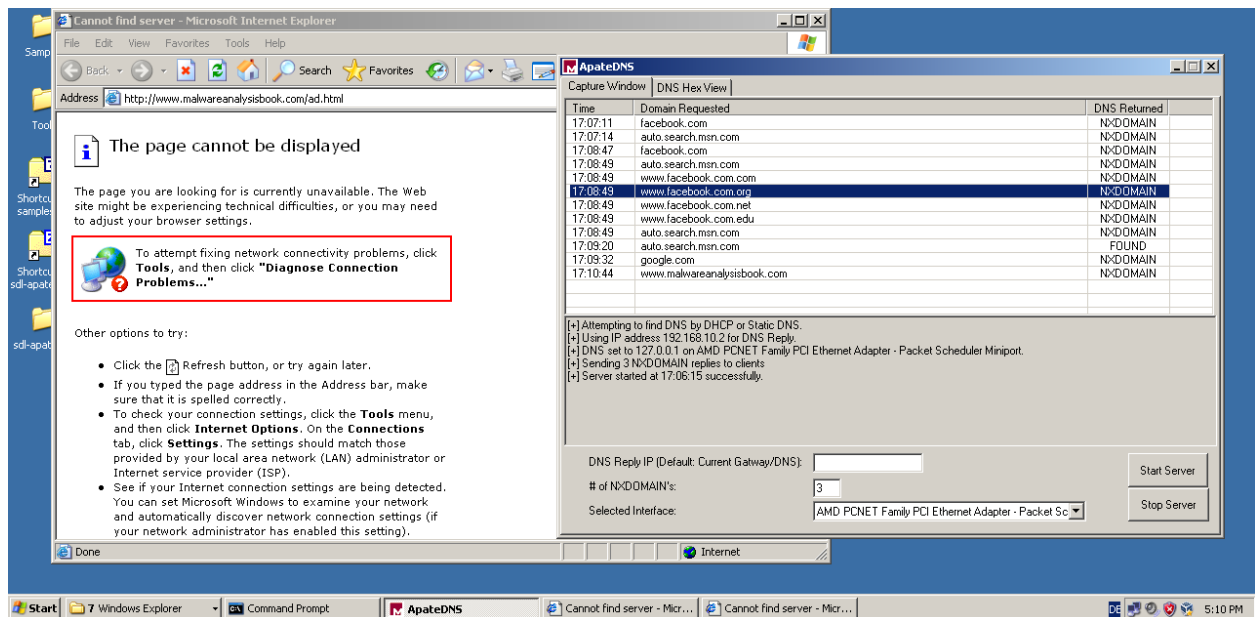 Samp
Tool
Shortcu
samples
Shortcu
sdl-apate
sdl-apat
Cannot find server - Microsoft Internet Explorer
File Edit View Favorites Tools Help
Back Search Favorites
Address http://www.malwareanalysisbook.com/ad.html
The page cannot be displayed
The page you are looking for is currently unavailable. The Web
site might be experiencing technical difficulties, or you may need
to adjust your browser settings.
To attempt fixing network connectivity problems, click
Tools, and then click "Diagnose Connection
Problems..."
Other options to try:
• Click the Refresh button, or try again later.
• If you typed the page address in the Address bar, make
sure that it is spelled correctly.
• To check your connection settings, click the Tools menu,
and then click Internet Options. On the Connections
tab, click Settings. The settings should match those
provided by your local area network (LAN) administrator or
Internet service provider (ISP).
• See if your Internet connection settings are being detected.
You can set Microsoft Windows to examine your network
and automatically discover network connection settings (if
your network administrator has enabled this setting).
Done Internet
ApateDNS
Capture Window DNS Hex View
Time Domain Requested DNS Returned
17:07:11 facebook.com NXDOMAIN
17:07:14 auto.search.msn.com NXDOMAIN
17:08:47 facebook.com NXDOMAIN
17:08:49 auto.search.msn.com NXDOMAIN
17:08:49 www.facebook.com.com NXDOMAIN
17:08:49 www.facebook.com.org NXDOMAIN
17:08:49 www.facebook.com.net NXDOMAIN
17:08:49 www.facebook.com.edu NXDOMAIN
17:08:49 auto.search.msn.com NXDOMAIN
17:09:20 auto.search.msn.com FOUND
17:09:32 google.com NXDOMAIN
17:10:44 www.malwareanalysisbook.com NXDOMAIN
[+] Attempting to find DNS by DHCP or Static DNS.
[+] Using IP address 192.168.10.2 for DNS Reply.
[+] DNS set to 127.0.0.1 on AMD PCNET Family PCI Ethernet Adapter - Packet Scheduler Miniport.
[+] Sending 3 NXDOMAIN replies to clients
[+] Server started at 17:06:15 successfully.
DNS Reply IP (Default: Current Gatway/DNS):
# of NXDOMAIN's: 3
Selected Interface: AMD PCNET Family PCI Ethernet Adapter - Packet Sc
Start Server
Stop Server
Start 7 Windows Explorer Command Prompt ApateDNS Cannot find server - Micr... Cannot find server - Micr... DE 5:10 PM